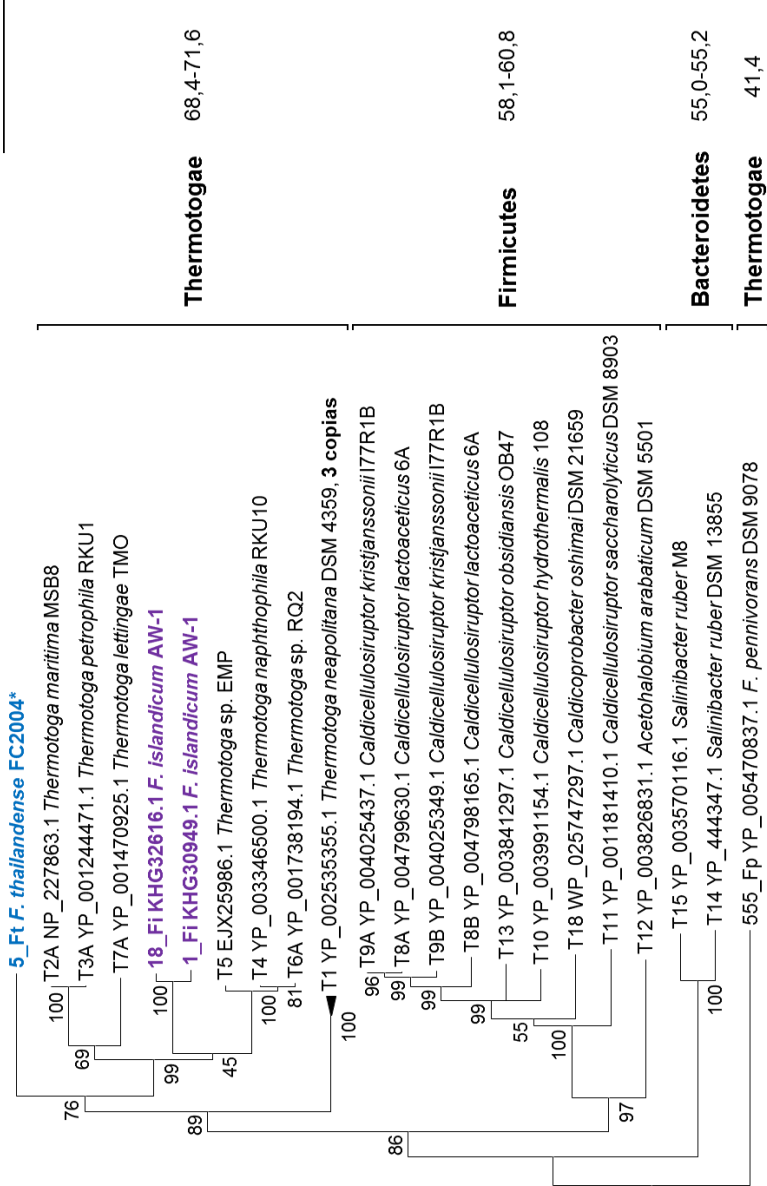 5_Ft F. thailandense FC2004*
T2A NP_227863.1 Thermotoga maritima MSB8
T3A YP_001244471.1 Thermotoga petrophila RKU1
T7A YP_001470925.1 Thermotoga lettingae TMO
18_Fi KHG32616.1 F. islandicum AW-1
1_Fi KHG30949.1 F. islandicum AW-1
T5 EJX25986.1 Thermotoga sp. EMP
T4 YP_003346500.1 Thermotoga naphthophila RKU10
T6A YP_001738194.1 Thermotoga sp. RQ2
T1 YP_002535355.1 Thermotoga neapolitana DSM 4359, 3 copias
T9A YP_004025437.1 Caldicellulosiruptor kristjanssonii I77R1B
T8A YP_004799630.1 Caldicellulosiruptor lactoaceticus 6A
T9B YP_004025349.1 Caldicellulosiruptor kristjanssonii I77R1B
T8B YP_004798165.1 Caldicellulosiruptor lactoaceticus 6A
T13 YP_003841297.1 Caldicellulosiruptor obsidiansis OB47
T10 YP_003991154.1 Caldicellulosiruptor hydrothermalis 108
T18 WP_025747297.1 Caldicoprobacter oshimai DSM 21659
T11 YP_001181410.1 Caldicellulosiruptor saccharolyticus DSM 8903
T12 YP_003826831.1 Acetohalobium arabaticum DSM 5501
T15 YP_003570116.1 Salinibacter ruber M8
T14 YP_444347.1 Salinibacter ruber DSM 13855
555_Fp YP_005470837.1 F. pennivorans DSM 9078
100
69
76
100
99
45
100
81
100
89
96
99
99
99
55
100
97
86
100
Thermotogae 68,4-71,6
Firmicutes 58,1-60,8
Bacteroidetes 55,0-55,2
Thermotogae 41,4